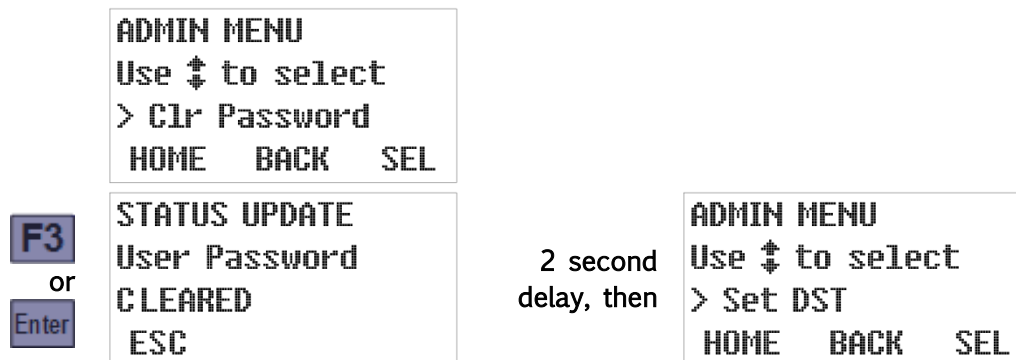 ADMIN MENU
Use ↕ to select
> Clr Password
HOME BACK SEL
F3
or
Enter
STATUS UPDATE
User Password
CLEARED
ESC
2 second
delay, then
ADMIN MENU
Use ↕ to select
> Set DST
HOME BACK SEL